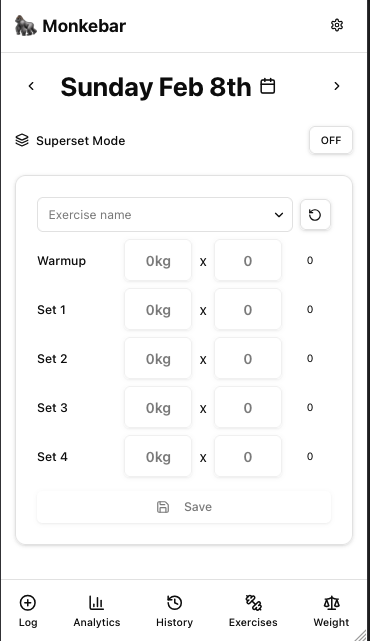 Monkebar
Sunday Feb 8th
Superset Mode OFF
Exercise name
Warmup 0kg x 0 0
Set 1 0kg x 0 0
Set 2 0kg x 0 0
Set 3 0kg x 0 0
Set 4 0kg x 0 0
Save
Log Analytics History Exercises Weight